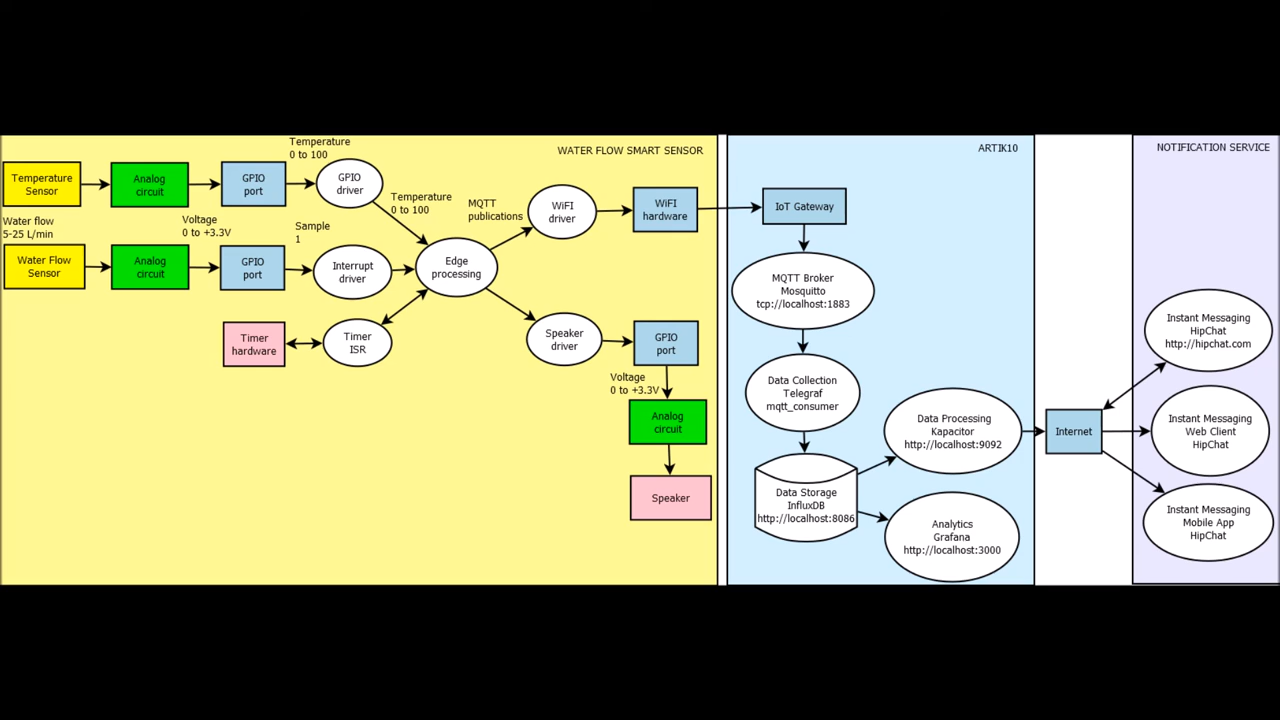 WATER FLOW SMART SENSOR
Temperature
Sensor
Analog
circuit
GPIO
port
Temperature
0 to 100
GPIO
driver
Temperature
0 to 100
Water flow
5-25 L/min
Water Flow
Sensor
Analog
circuit
Voltage
0 to +3.3V
GPIO
port
Sample
1
Interrupt
driver
Edge
processing
Timer
hardware
Timer
ISR
MQTT
publications
WiFI
driver
WiFI
hardware
Speaker
driver
GPIO
port
Voltage
0 to +3.3V
Analog
circuit
Speaker
ARTIK10
IoT Gateway
MQTT Broker
Mosquitto
tcp://localhost:1883
Data Collection
Telegraf
mqtt_consumer
Data Storage
InfluxDB
http://localhost:8086
Data Processing
Kapacitor
http://localhost:9092
Analytics
Grafana
http://localhost:3000
Internet
NOTIFICATION SERVICE
Instant Messaging
HipChat
http://hipchat.com
Instant Messaging
Web Client
HipChat
Instant Messaging
Mobile App
HipChat